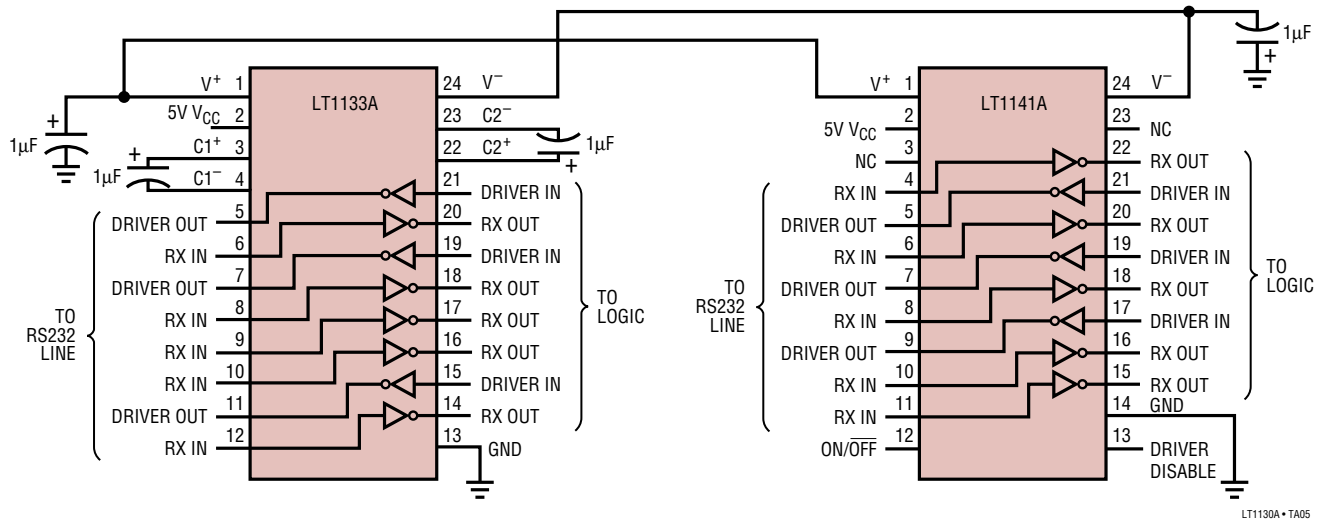 LT1133A
V+ 1
5V VCC 2
C1+ 3
C1− 4
5
DRIVER OUT
6
RX IN
7
DRIVER OUT
8
RX IN
9
RX IN
10
RX IN
11
DRIVER OUT
12
RX IN
24 V−
23 C2−
22 C2+
21
DRIVER IN
20
RX OUT
19
DRIVER IN
18
RX OUT
17
RX OUT
16
RX OUT
15
DRIVER IN
14
RX OUT
13
GND
+
1µF
+
1µF
1µF
+
TO
RS232
LINE
TO
LOGIC
LT1141A
V+ 1
5V VCC 2
3
NC
4
RX IN
5
DRIVER OUT
6
RX IN
7
DRIVER OUT
8
RX IN
9
DRIVER OUT
10
RX IN
11
RX IN
12
ON/OFF
24 V−
23
NC
22
RX OUT
21
DRIVER IN
20
RX OUT
19
DRIVER IN
18
RX OUT
17
DRIVER IN
16
RX OUT
15
RX OUT
14
GND
13
DRIVER
DISABLE
1µF
+
TO
RS232
LINE
TO
LOGIC
LT1130A • TA05